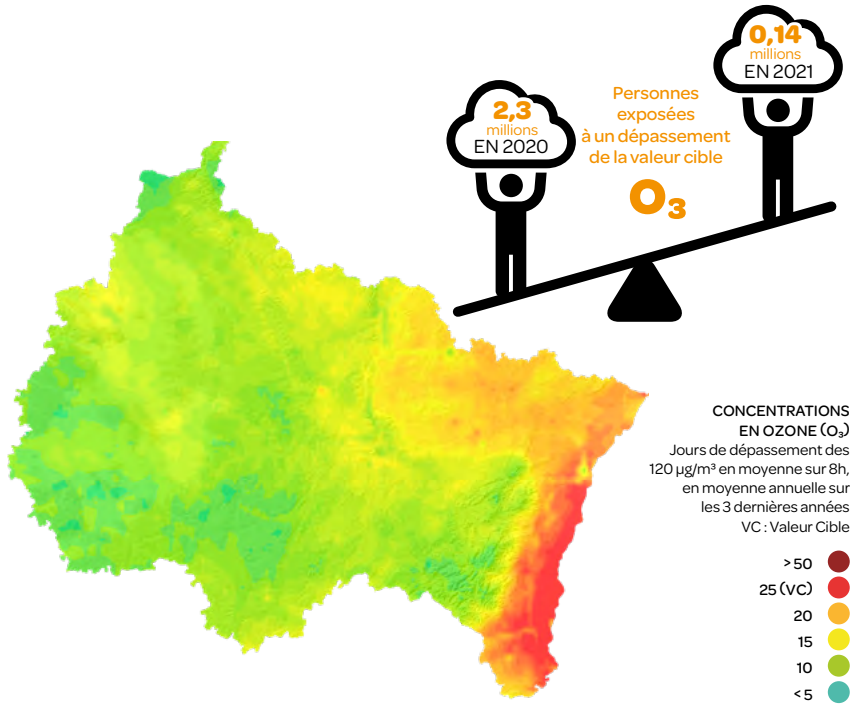 0,14
millions
EN 2021
2,3
millions
EN 2020
Personnes
exposées
à un dépassement
de la valeur cible
O₃
CONCENTRATIONS
EN OZONE (O₃)
Jours de dépassement des
120 µg/m³ en moyenne sur 8h,
en moyenne annuelle sur
les 3 dernières années
VC : Valeur Cible
> 50
25 (VC)
20
15
10
< 5